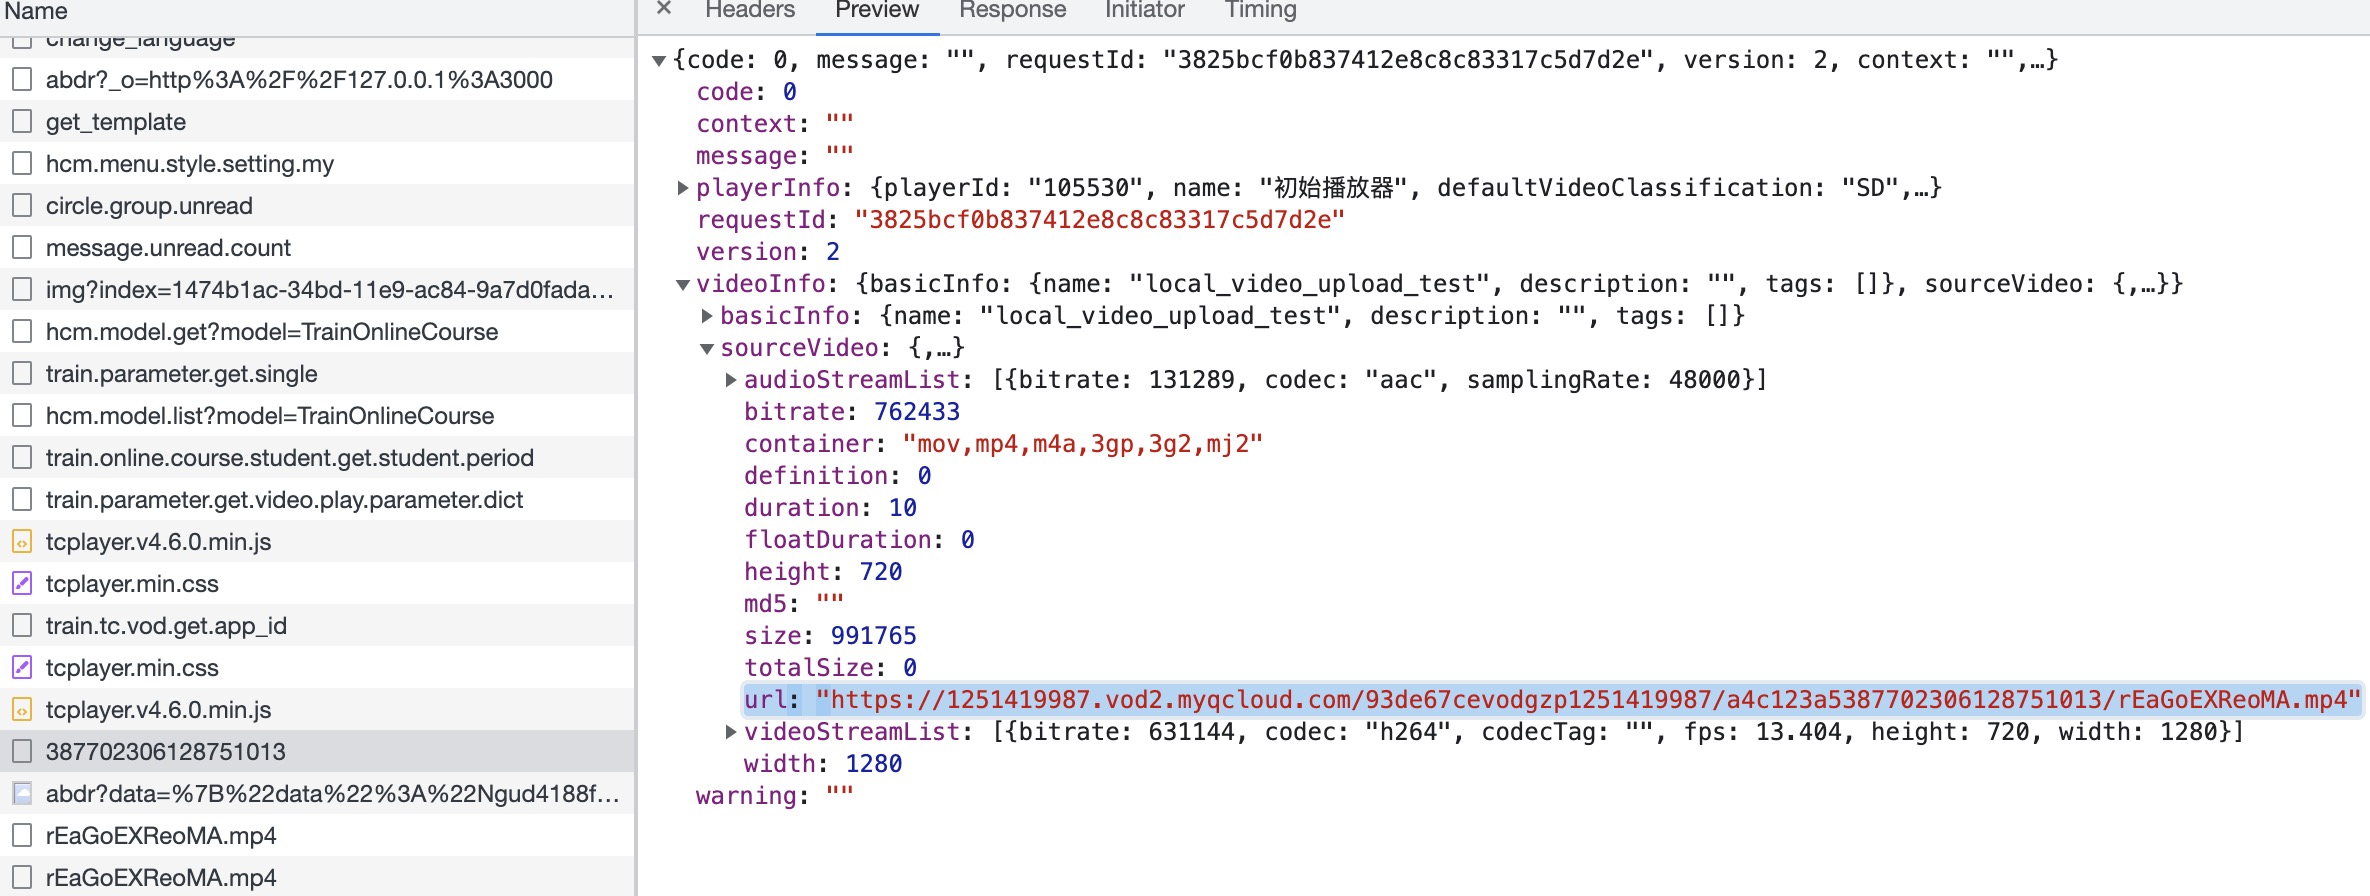 Name
change_language
abdr?_o=http%3A%2F%2F127.0.0.1%3A3000
get_template
hcm.menu.style.setting.my
circle.group.unread
message.unread.count
img?index=1474b1ac-34bd-11e9-ac84-9a7d0fada...
hcm.model.get?model=TrainOnlineCourse
train.parameter.get.single
hcm.model.list?model=TrainOnlineCourse
train.online.course.student.get.student.period
train.parameter.get.video.play.parameter.dict
tcplayer.v4.6.0.min.js
tcplayer.min.css
train.tc.vod.get.app_id
tcplayer.min.css
tcplayer.v4.6.0.min.js
387702306128751013
abdr?data=%7B%22data%22%3A%22Ngud4188f...
rEaGoEXReoMA.mp4
rEaGoEXReoMA.mp4
× Headers Preview Response Initiator Timing
{code: 0, message: "", requestId: "3825bcf0b837412e8c8c83317c5d7d2e", version: 2, context: "",…}
code: 0
context: ""
message: ""
playerInfo: {playerId: "105530", name: "初始播放器", defaultVideoClassification: "SD",…}
requestId: "3825bcf0b837412e8c8c83317c5d7d2e"
version: 2
videoInfo: {basicInfo: {name: "local_video_upload_test", description: "", tags: []}, sourceVideo: {,…}}
basicInfo: {name: "local_video_upload_test", description: "", tags: []}
sourceVideo: {,…}
audioStreamList: [{bitrate: 131289, codec: "aac", samplingRate: 48000}]
bitrate: 762433
container: "mov,mp4,m4a,3gp,3g2,mj2"
definition: 0
duration: 10
floatDuration: 0
height: 720
md5: ""
size: 991765
totalSize: 0
url: "https://1251419987.vod2.myqcloud.com/93de67cevodgzp1251419987/a4c123a5387702306128751013/rEaGoEXReoMA.mp4"
videoStreamList: [{bitrate: 631144, codec: "h264", codecTag: "", fps: 13.404, height: 720, width: 1280}]
width: 1280
warning: ""